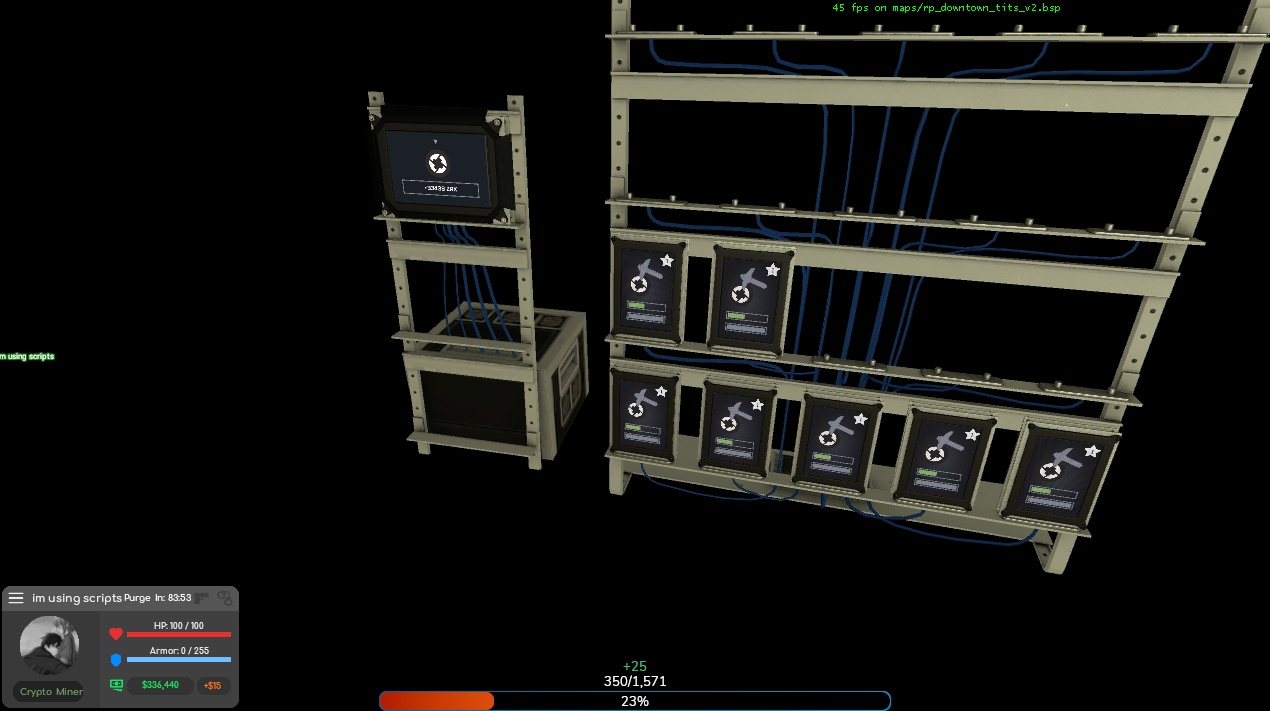 45 fps on maps/rp_downtown_tits_v2.bsp
m using scripts
im using scripts Purge In: 83:53
HP: 100 / 100
Armor: 0 / 255
Crypto Miner
$336,440
+$15
+25
350/1,571
23%